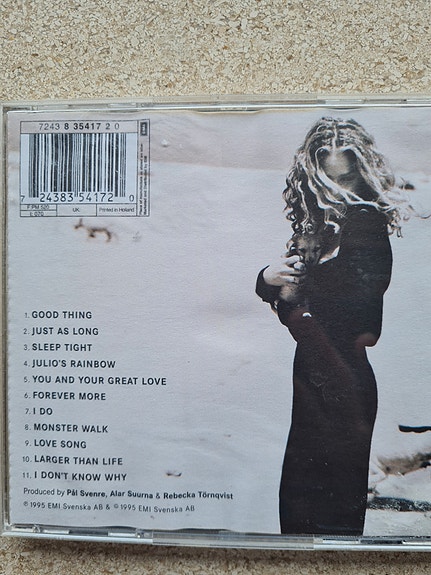 7243 8 35417 2 0
7 24383 54172 0
F:PM 520
UK:
Printed in Holland
1. GOOD THING
2. JUST AS LONG
3. SLEEP TIGHT
4. JULIO'S RAINBOW
5. YOU AND YOUR GREAT LOVE
6. FOREVER MORE
7. I DO
8. MONSTER WALK
9. LOVE SONG
10. LARGER THAN LIFE
11. I DON'T KNOW WHY
Produced by Pål Svenre, Alar Suurna & Rebecka Törnqvist
℗ 1995 EMI Svenska AB & © 1995 EMI Svenska AB